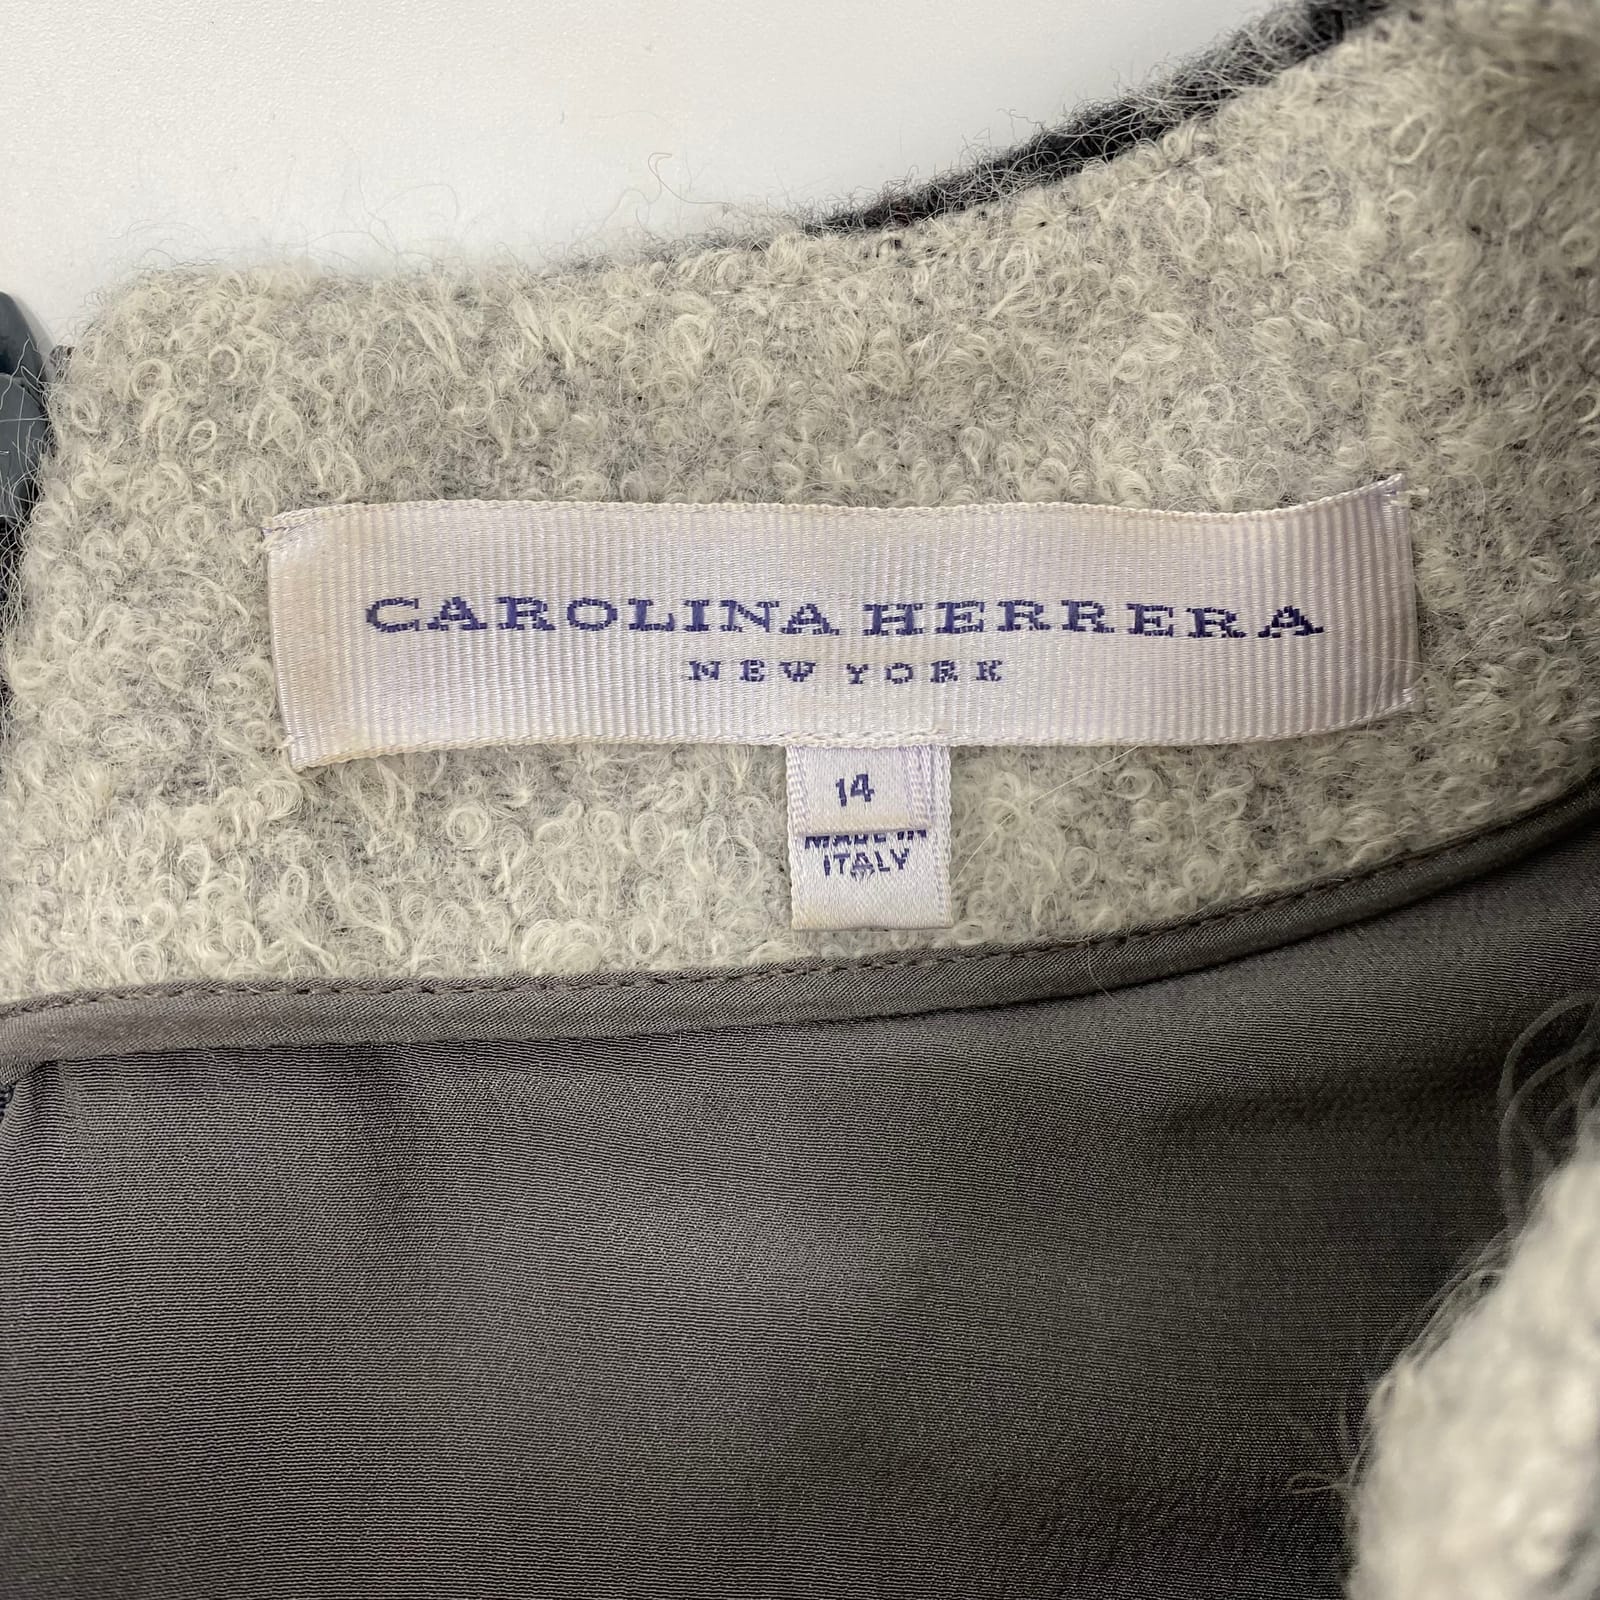 CAROLINA HERRERA
NEW YORK
14
MADE IN
ITALY